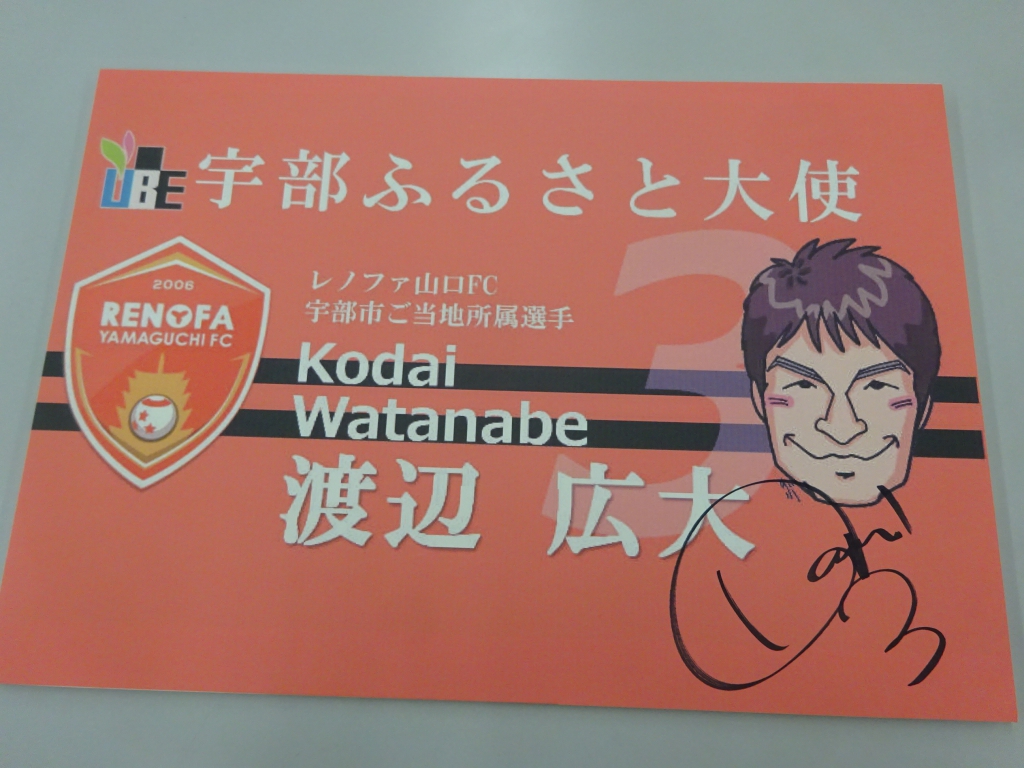 UBE
宇部ふるさと大使
2006
RENOFA
YAMAGUCHI FC
レノファ山口FC
宇部市ご当地所属選手
3
Kodai
Watanabe
渡辺 広大
3